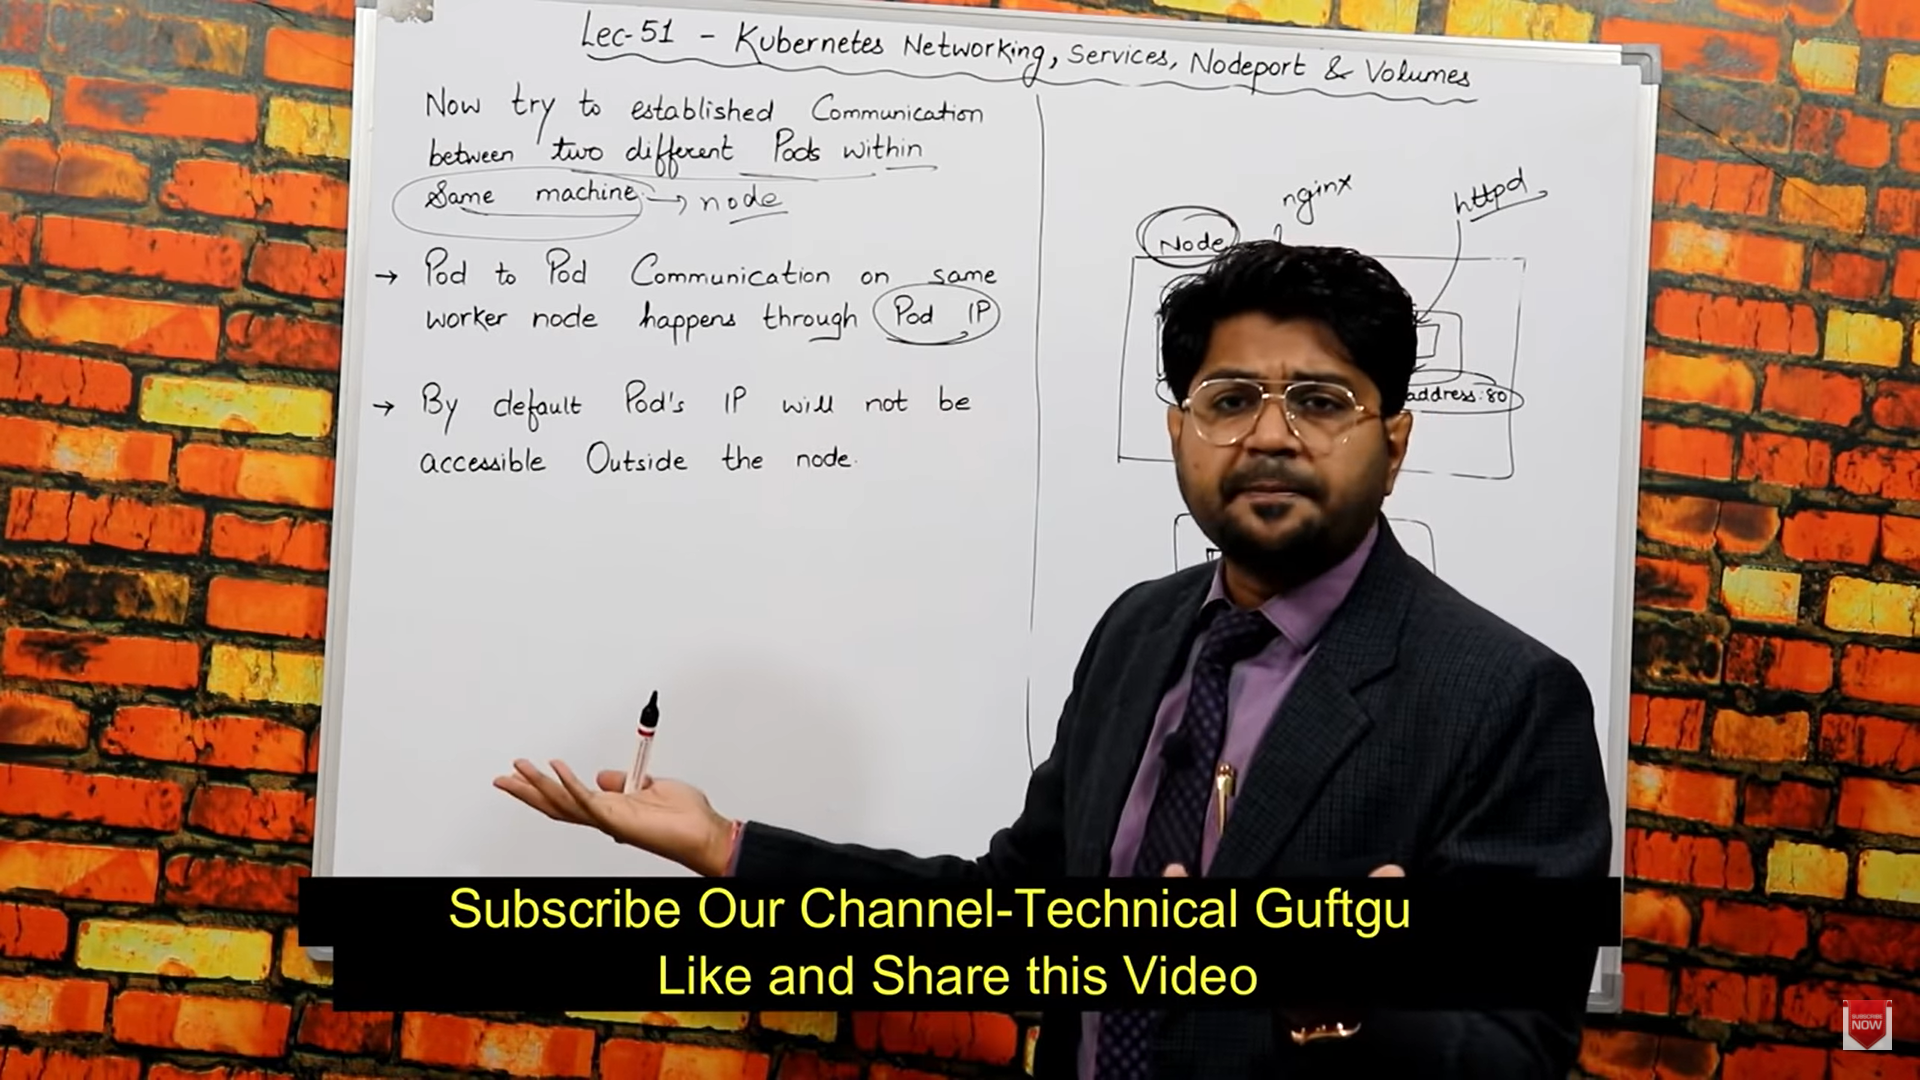 Lec-51 - Kubernetes Networking, Services, Nodeport & Volumes
Now try to established Communication
between two different Pods within
Same machine → node
→ Pod to Pod Communication on same
worker node happens through Pod IP
→ By default Pod's IP will not be
accessible Outside the node.
nginx
httpd
Node
address:80
Subscribe Our Channel-Technical Guftgu
Like and Share this Video
SUBSCRIBE
NOW